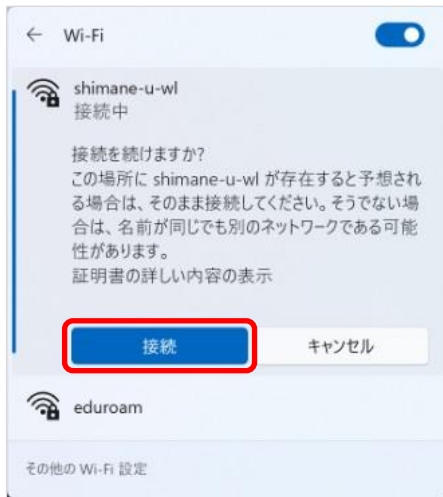 ← Wi-Fi
shimane-u-wl
接続中
接続を続けますか?
この場所に shimane-u-wl が存在すると予想され
る場合は、そのまま接続してください。そうでない場
合は、名前が同じでも別のネットワークである可能
性があります。
証明書の詳しい内容の表示
接続 キャンセル
eduroam
その他の Wi-Fi 設定